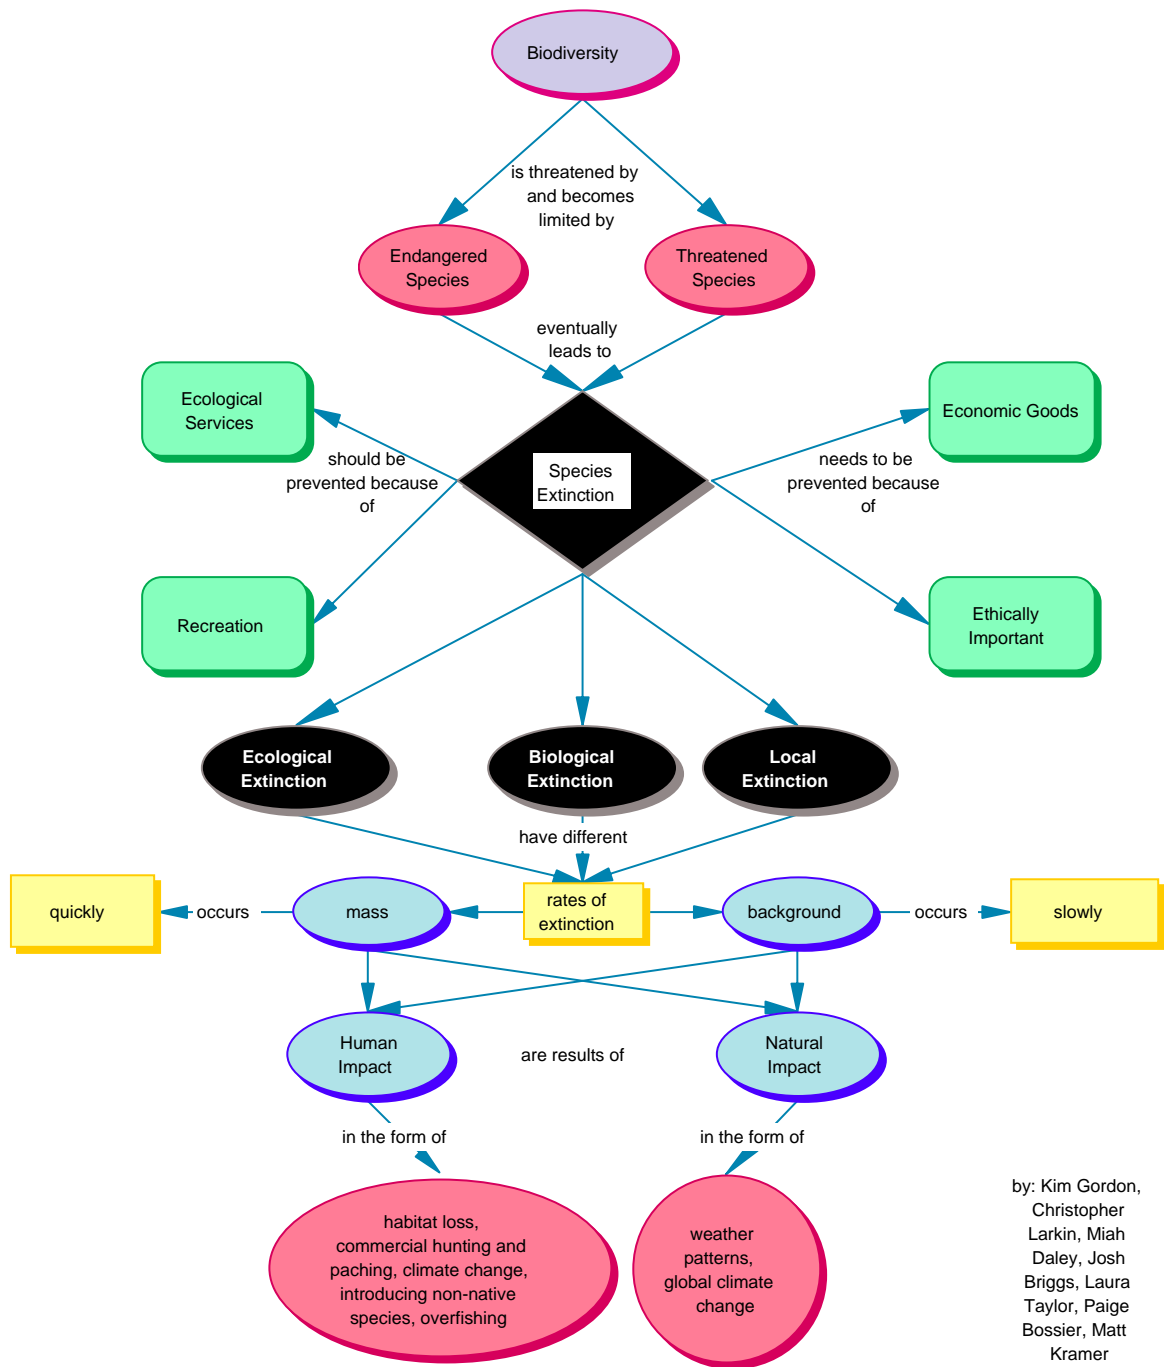 Biodiversity
is threatened by
and becomes
limited by
Endangered
Species
Threatened
Species
eventually
leads to
Ecological
Services
Economic Goods
should be
prevented because
of
Species
Extinction
needs to be
prevented because
of
Recreation
Ethically
Important
Ecological
Extinction
Biological
Extinction
Local
Extinction
have different
quickly
occurs
mass
rates of
extinction
background
occurs
slowly
Human
Impact
are results of
Natural
Impact
in the form of
in the form of
habitat loss,
commercial hunting and
paching, climate change,
introducing non-native
species, overfishing
weather
patterns,
global climate
change
by: Kim Gordon,
Christopher
Larkin, Miah
Daley, Josh
Briggs, Laura
Taylor, Paige
Bossier, Matt
Kramer